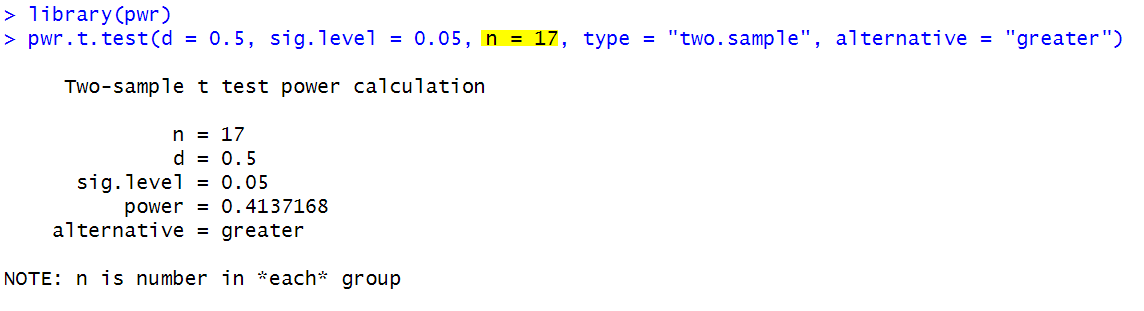 > library(pwr)
> pwr.t.test(d = 0.5, sig.level = 0.05, n = 17, type = "two.sample", alternative = "greater")
Two-sample t test power calculation
n = 17
d = 0.5
sig.level = 0.05
power = 0.4137168
alternative = greater
NOTE: n is number in *each* group